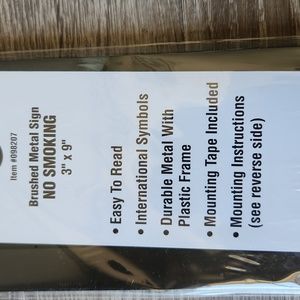 Item #098207
Brushed Metal Sign
NO SMOKING
3" x 9"
• Easy To Read
• International Symbols
• Durable Metal With
Plastic Frame
• Mounting Tape Included
• Mounting Instructions
(see reverse side)